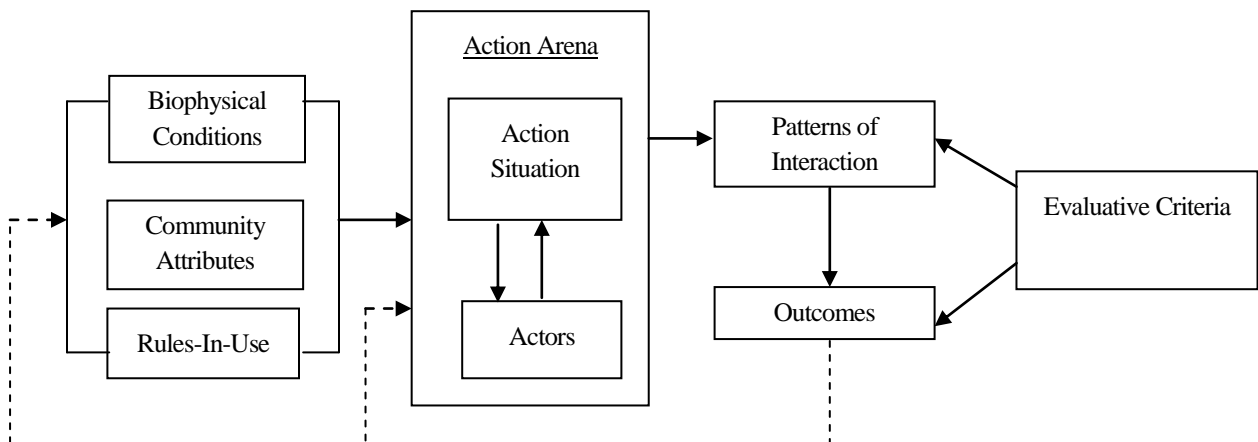 Action Arena
Biophysical
Conditions
Community
Attributes
Rules-In-Use
Action
Situation
Actors
Patterns of
Interaction
Outcomes
Evaluative Criteria